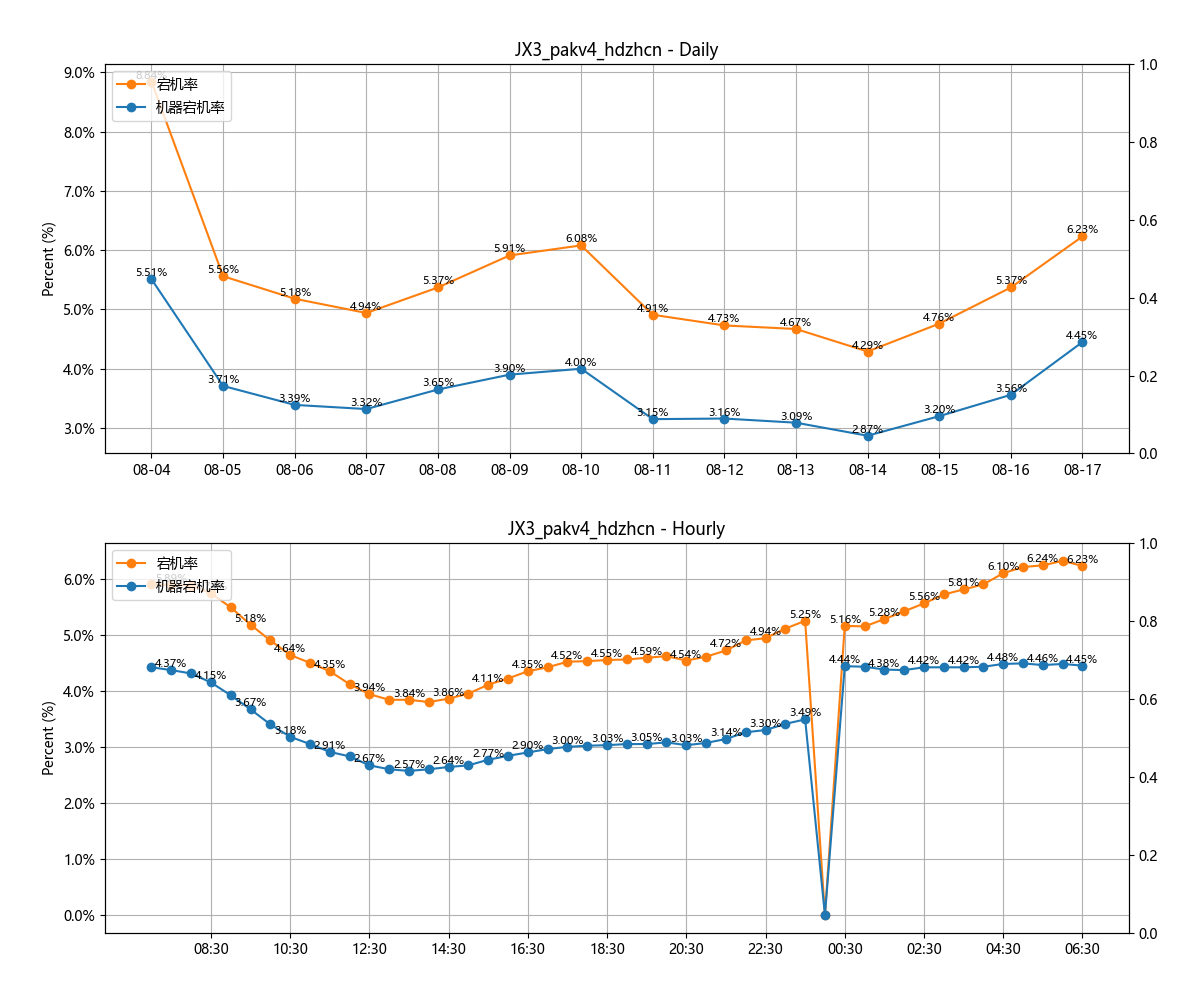 JX3_pakv4_hdzhcn - Daily
宕机率
机器宕机率
Percent (%)
9.0%
8.0%
7.0%
6.0%
5.0%
4.0%
3.0%
1.0
0.8
0.6
0.4
0.2
0.0
8.84% 5.56% 5.18% 4.94% 5.37% 5.91% 6.08% 4.91% 4.73% 4.67% 4.29% 4.76% 5.37% 6.23%
5.51% 3.71% 3.39% 3.32% 3.65% 3.90% 4.00% 3.15% 3.16% 3.09% 2.87% 3.20% 3.56% 4.45%
08-04 08-05 08-06 08-07 08-08 08-09 08-10 08-11 08-12 08-13 08-14 08-15 08-16 08-17
JX3_pakv4_hdzhcn - Hourly
宕机率
机器宕机率
Percent (%)
6.0%
5.0%
4.0%
3.0%
2.0%
1.0%
0.0%
1.0
0.8
0.6
0.4
0.2
0.0
5.18% 4.64% 4.35% 3.94% 3.84% 3.86% 4.11% 4.35% 4.52% 4.55% 4.59% 4.54% 4.72% 4.94% 5.25% 5.16% 5.28% 5.56% 5.81% 6.10% 6.24% 6.23%
4.37% 4.15% 3.67% 3.18% 2.91% 2.67% 2.57% 2.64% 2.77% 2.90% 3.00% 3.03% 3.05% 3.03% 3.14% 3.30% 3.49% 4.44% 4.38% 4.42% 4.42% 4.48% 4.46% 4.45%
08:30 10:30 12:30 14:30 16:30 18:30 20:30 22:30 00:30 02:30 04:30 06:30